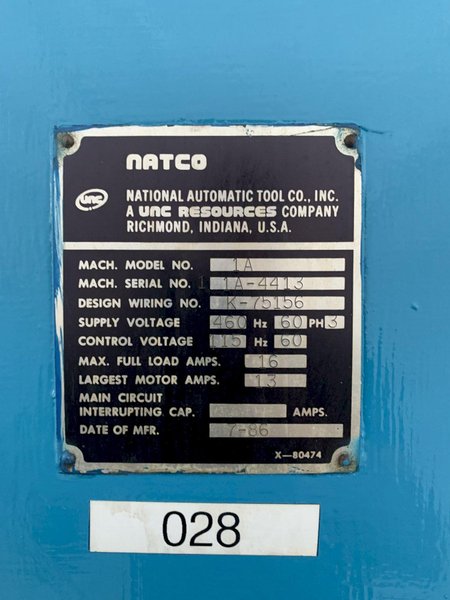 NATCO
UNC
NATIONAL AUTOMATIC TOOL CO., INC.
A UNC RESOURCES COMPANY
RICHMOND, INDIANA, U.S.A.
MACH. MODEL NO. 1A
MACH. SERIAL NO. 1A-4413
DESIGN WIRING NO. K-75156
SUPPLY VOLTAGE 460 Hz 60 PH 3
CONTROL VOLTAGE 115 Hz 60
MAX. FULL LOAD AMPS. 16
LARGEST MOTOR AMPS. 13
MAIN CIRCUIT
INTERRUPTING CAP. AMPS.
DATE OF MFR. 7-86
X—80474
028